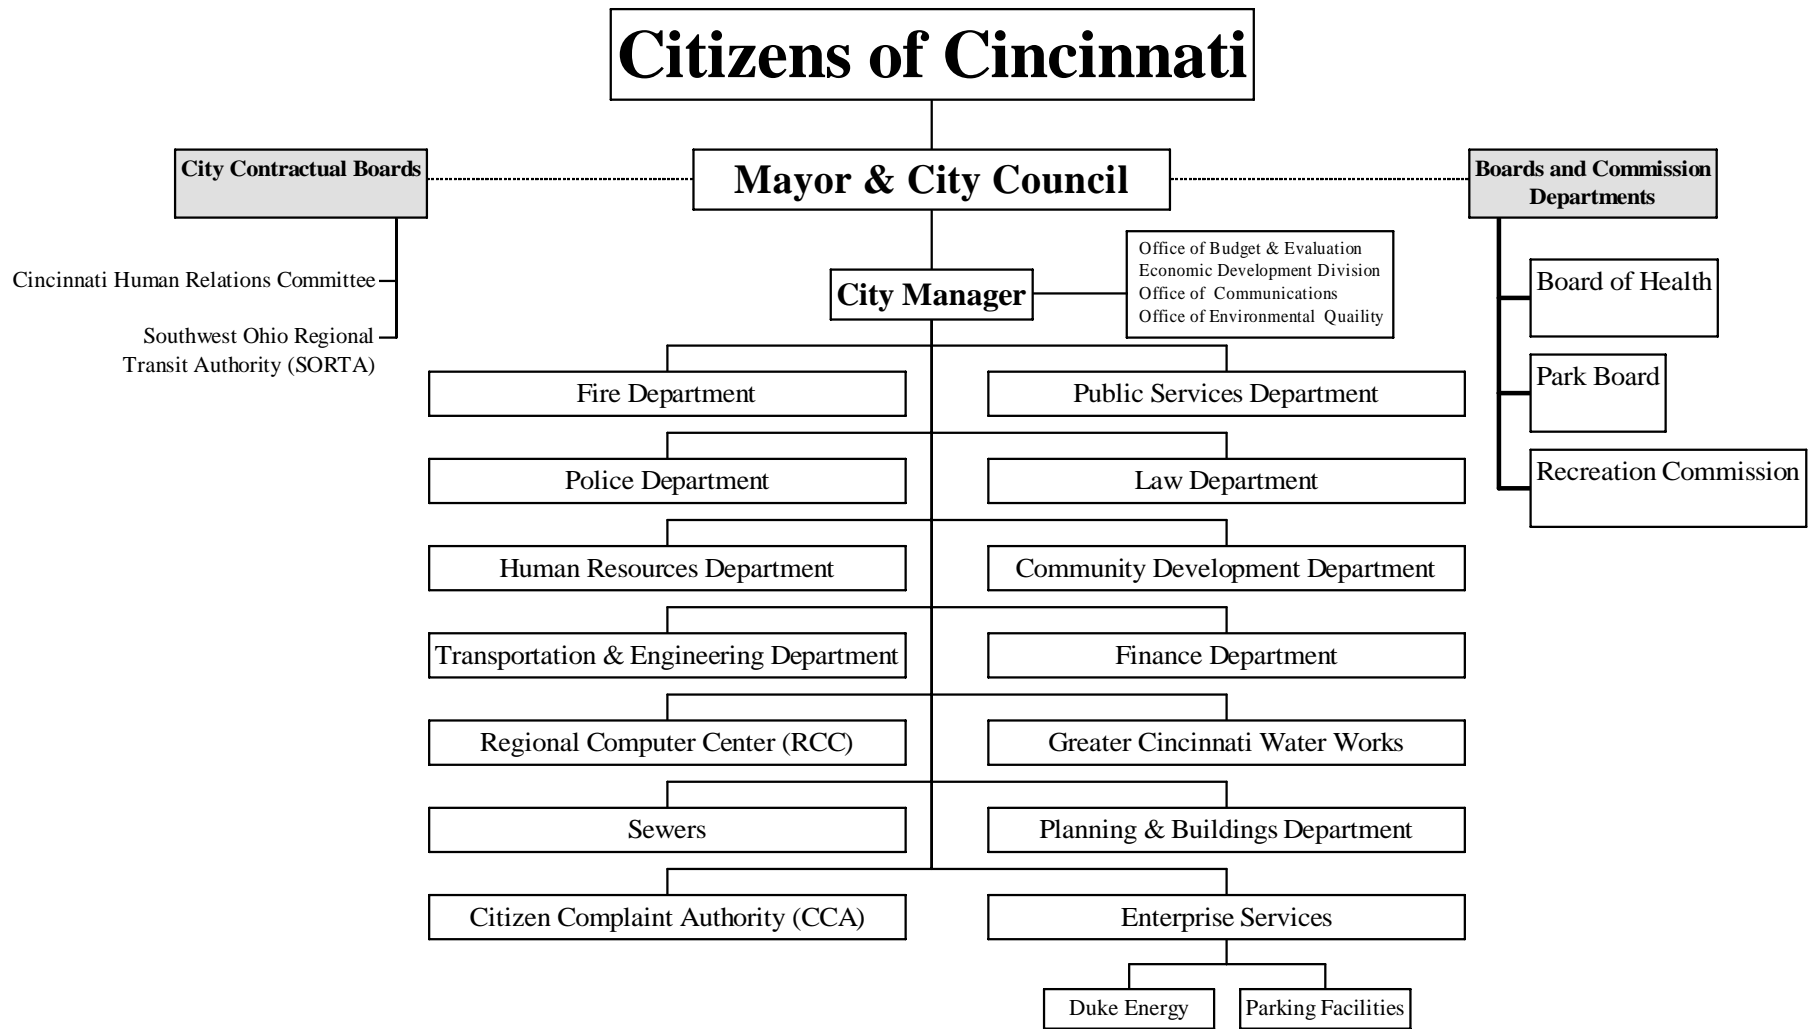 Citizens of Cincinnati
City Contractual Boards
Mayor & City Council
Boards and Commission
Departments
Cincinnati Human Relations Committee
Southwest Ohio Regional
Transit Authority (SORTA)
City Manager
Office of Budget & Evaluation
Economic Development Division
Office of Communications
Office of Environmental Quaility
Board of Health
Park Board
Recreation Commission
Fire Department
Public Services Department
Police Department
Law Department
Human Resources Department
Community Development Department
Transportation & Engineering Department
Finance Department
Regional Computer Center (RCC)
Greater Cincinnati Water Works
Sewers
Planning & Buildings Department
Citizen Complaint Authority (CCA)
Enterprise Services
Duke Energy
Parking Facilities